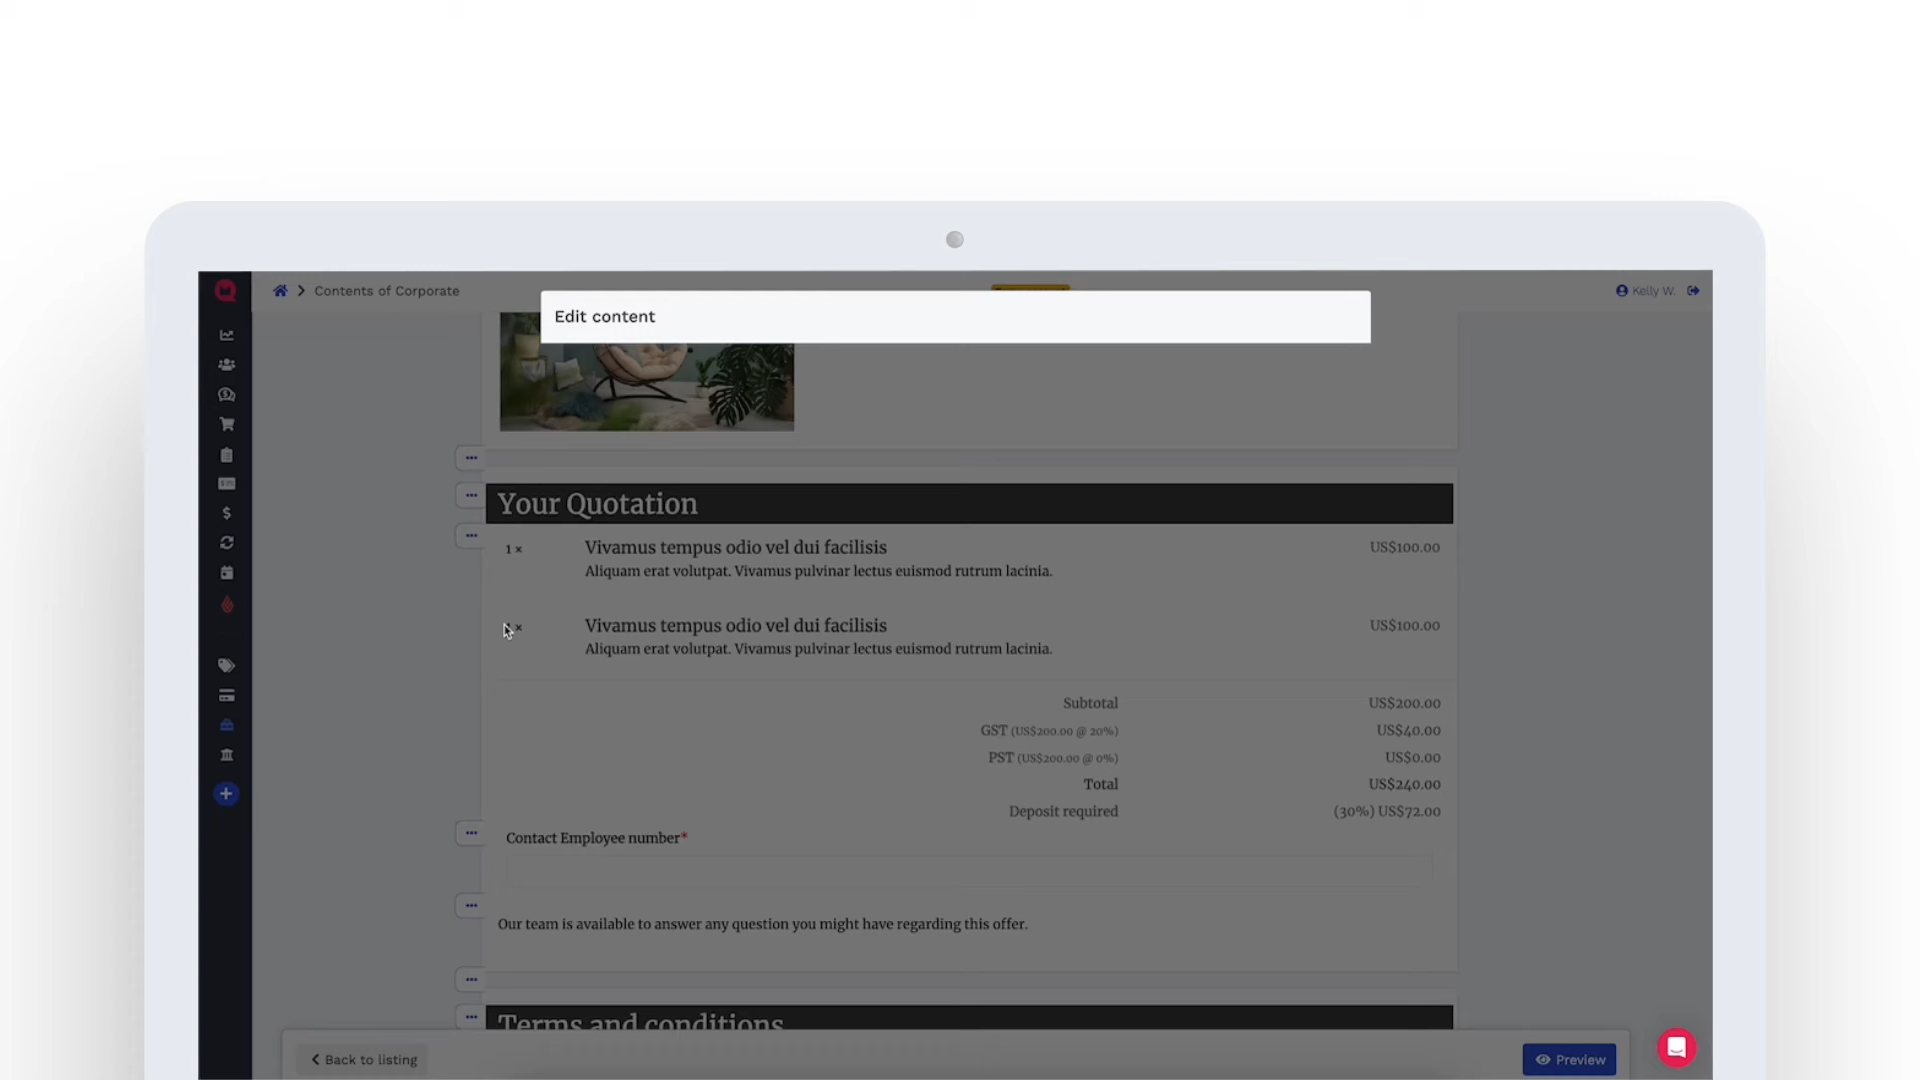 Contents of Corporate
Kelly W.
Edit content
Your Quotation
1 × Vivamus tempus odio vel dui facilisis US$100.00
Aliquam erat volutpat. Vivamus pulvinar lectus euismod rutrum lacinia.
× Vivamus tempus odio vel dui facilisis US$100.00
Aliquam erat volutpat. Vivamus pulvinar lectus euismod rutrum lacinia.
Subtotal US$200.00
GST (US$200.00 @ 20%) US$40.00
PST (US$200.00 @ 0%) US$0.00
Total US$240.00
Deposit required (30%) US$72.00
Contact Employee number*
Our team is available to answer any question you might have regarding this offer.
Terms and conditions
Back to listing
Preview